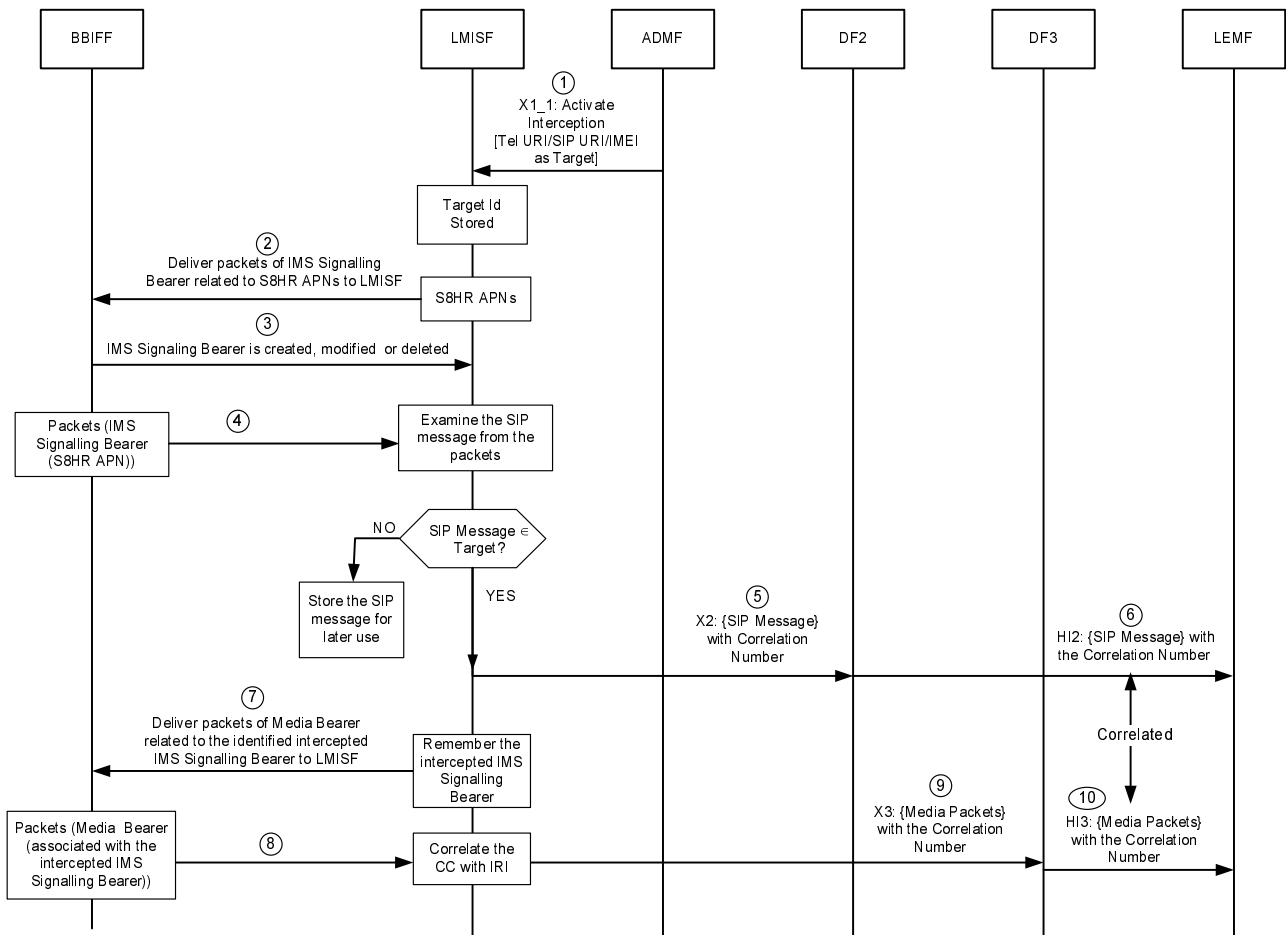 BBIFF
LMISF
ADMF
DF2
DF3
LEMF
1
X1_1: Activate
Interception
[Tel URI/SIP URI/IMEI
as Target]
Target Id
Stored
2
Deliver packets of IMS Signalling
Bearer related to S8HR APNs to LMISF
S8HR APNs
3
IMS Signaling Bearer is created, modified or deleted
Packets (IMS
Signalling Bearer
(S8HR APN))
4
Examine the SIP
message from the
packets
NO
SIP Message ∈
Target?
YES
Store the SIP
message for
later use
5
X2: {SIP Message}
with Correlation
Number
6
HI2: {SIP Message} with
the Correlation Number
7
Deliver packets of Media Bearer
related to the identified intercepted
IMS Signalling Bearer to LMISF
Remember the
intercepted IMS
Signalling
Bearer
Correlated
9
X3: {Media Packets}
with the Correlation
Number
10
HI3: {Media Packets}
with the Correlation
Number
Packets (Media Bearer
(associated with the
intercepted IMS
Signalling Bearer))
8
Correlate the
CC with IRI